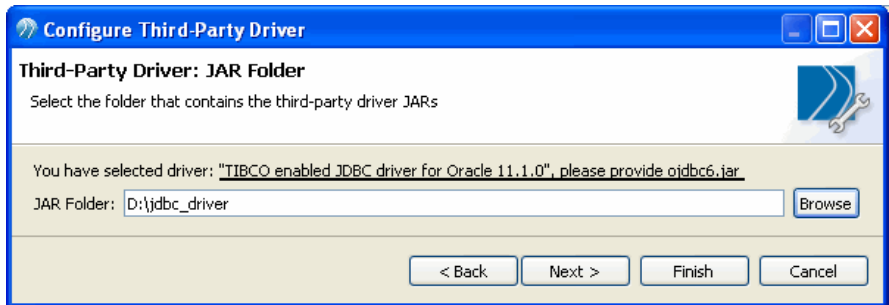 Configure Third-Party Driver
Third-Party Driver: JAR Folder
Select the folder that contains the third-party driver JARs
You have selected driver: "TIBCO enabled JDBC driver for Oracle 11.1.0", please provide ojdbc6.jar
JAR Folder: D:\jdbc_driver Browse
< Back Next > Finish Cancel